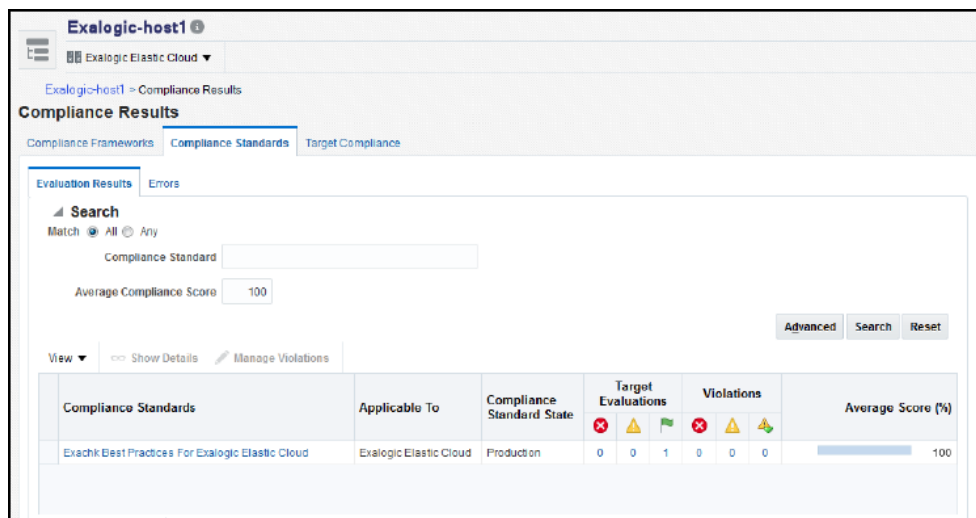 Exalogic-host1
Exalogic Elastic Cloud
Exalogic-host1 > Compliance Results
Compliance Results
Compliance Frameworks Compliance Standards Target Compliance
Evaluation Results Errors
Search
Match All Any
Compliance Standard
Average Compliance Score 100
Advanced Search Reset
View Show Details Manage Violations
Compliance Standards Applicable To Compliance Standard State Target Evaluations Violations Average Score (%)
Exachk Best Practices For Exalogic Elastic Cloud Exalogic Elastic Cloud Production 0 0 1 0 0 0 100